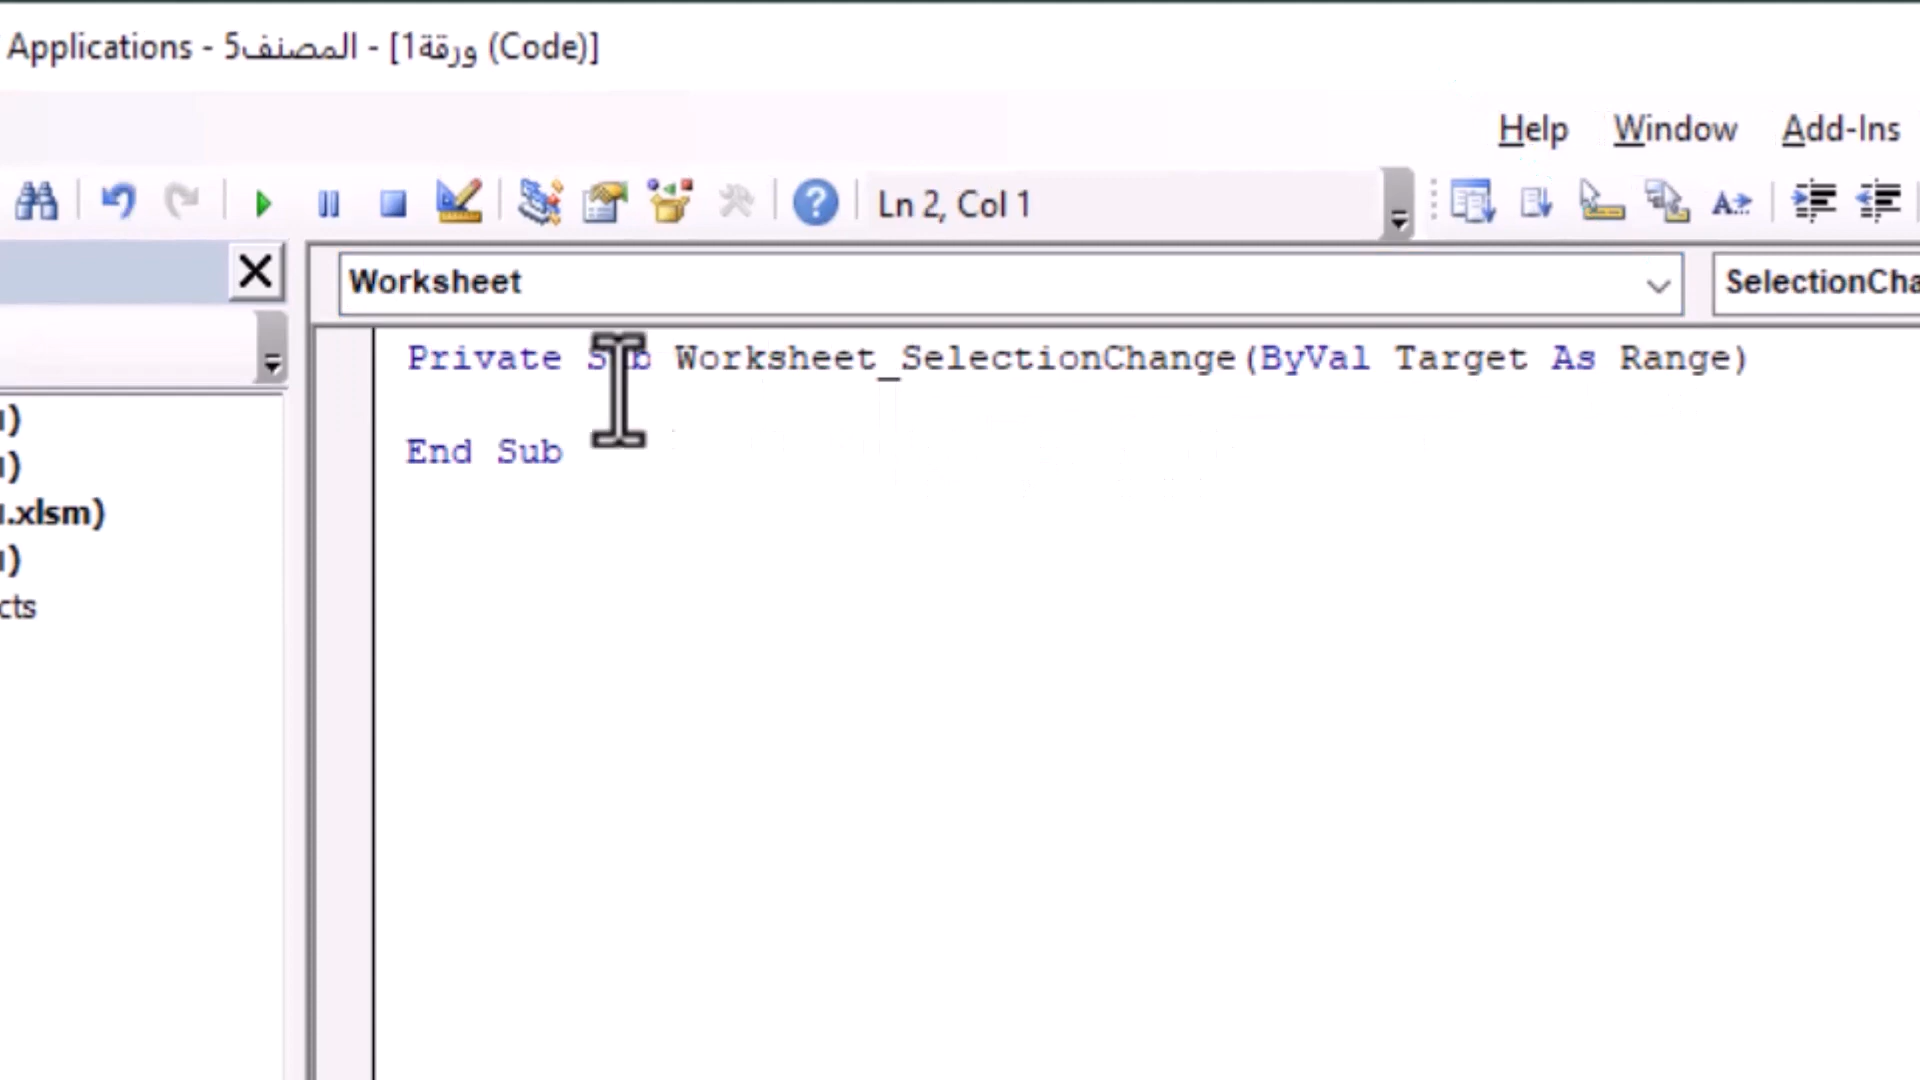 Applications - المصنف5 - [ورقة1 (Code)]
Help Window Add-Ins
Ln 2, Col 1
Worksheet
SelectionCha
Private Sub Worksheet_SelectionChange(ByVal Target As Range)
End Sub
.xlsm)
cts